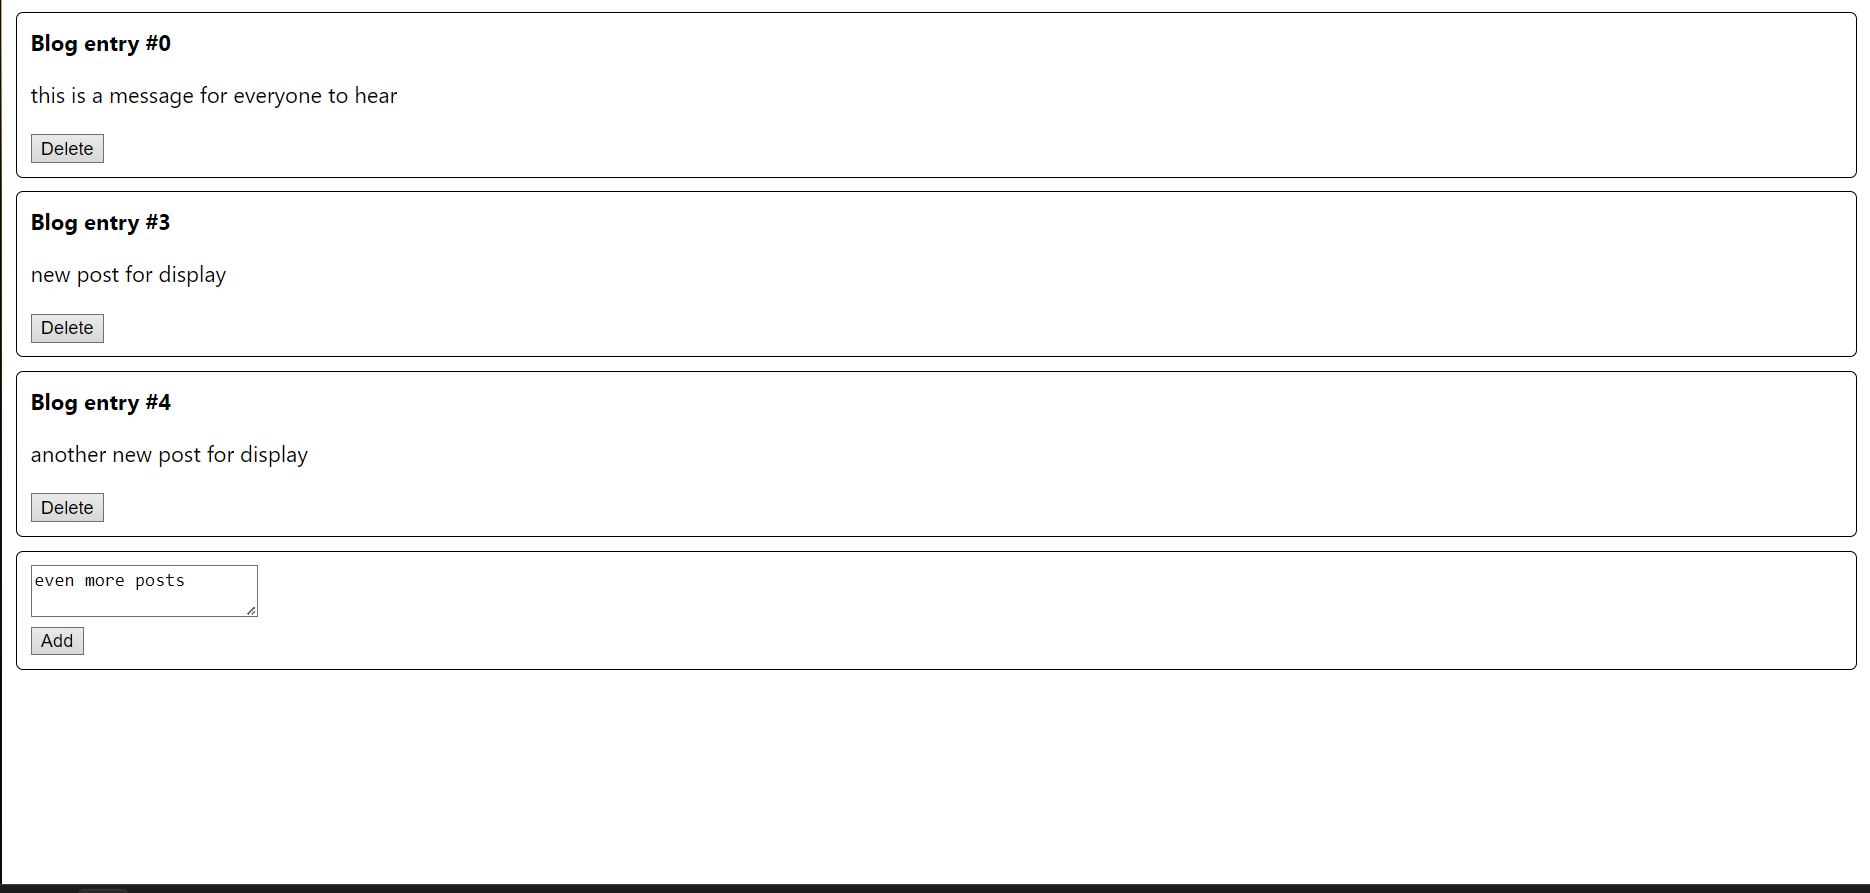 Blog entry #0
this is a message for everyone to hear
Delete
Blog entry #3
new post for display
Delete
Blog entry #4
another new post for display
Delete
even more posts
Add